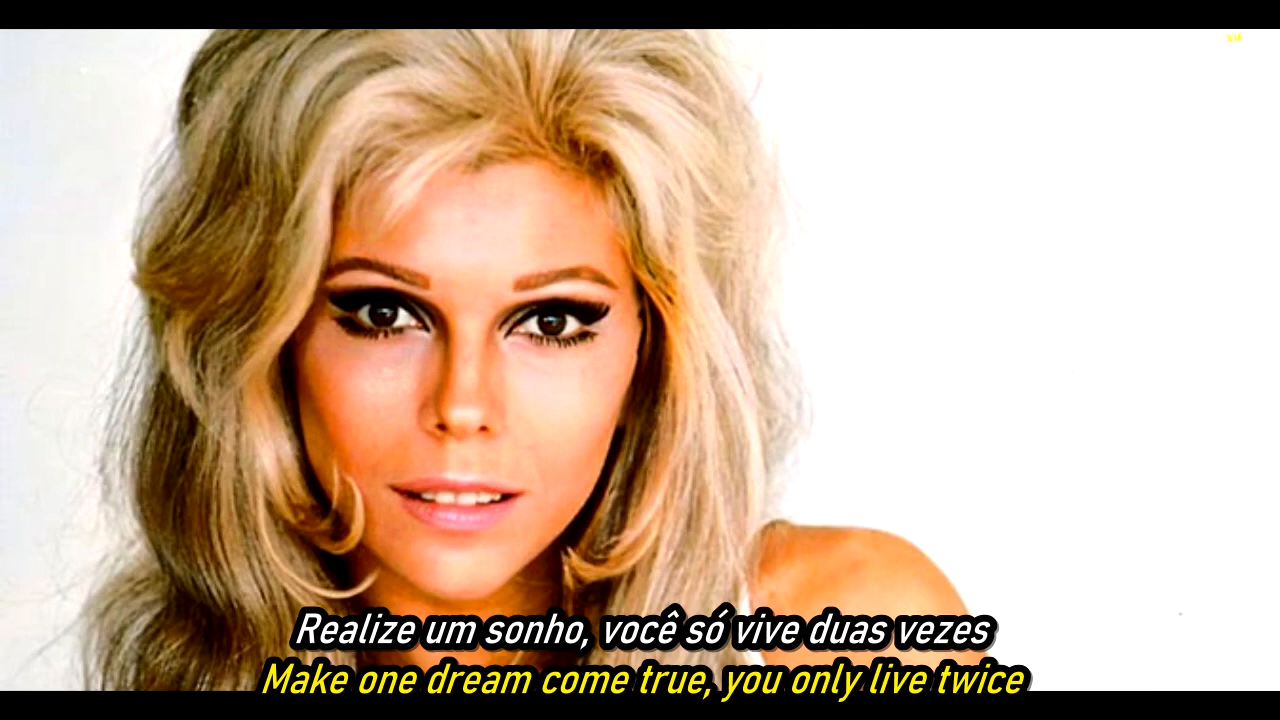 Realize um sonho, você só vive duas vezes
Make one dream come true, you only live twice